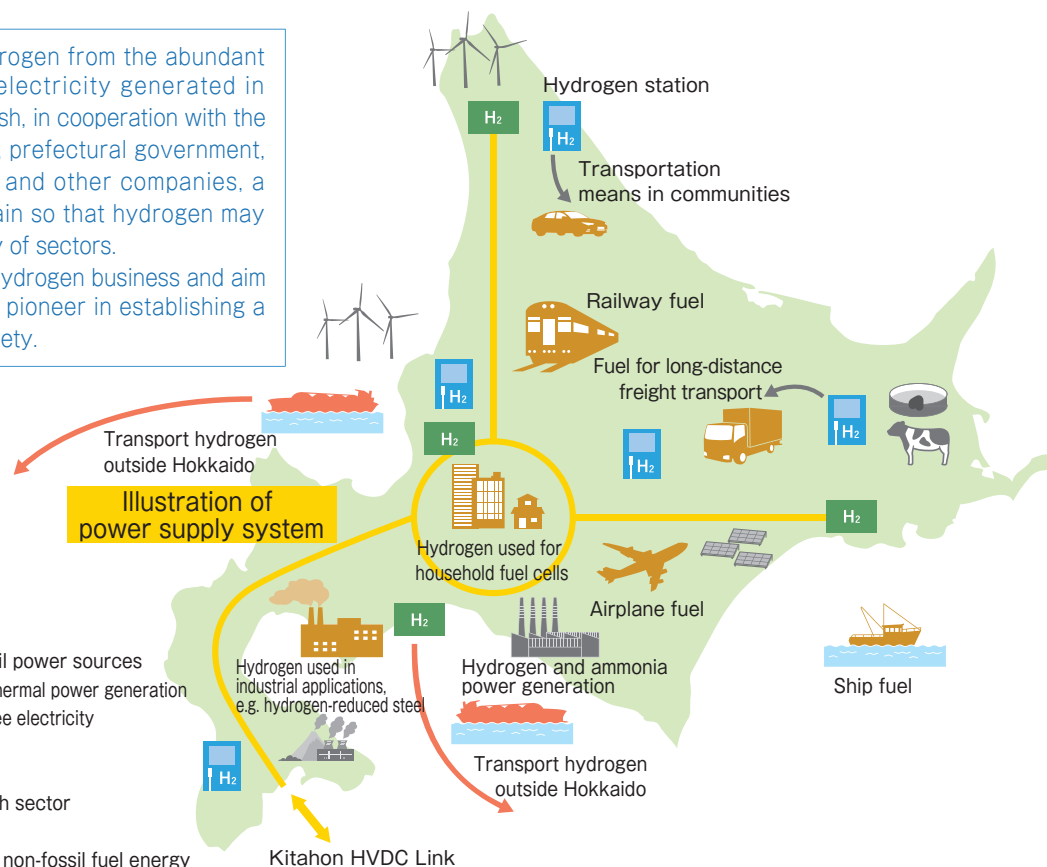 rogen from the abundant
electricity generated in
sh, in cooperation with the
prefectural government,
and other companies, a
ain so that hydrogen may
of sectors.
ydrogen business and aim
pioneer in establishing a
ety.
Hydrogen station
H₂
H₂
Transportation
means in communities
Railway fuel
Fuel for long-distance
freight transport
H₂
H₂
H₂
H₂
Transport hydrogen
outside Hokkaido
Illustration of
power supply system
H₂
Hydrogen used for
household fuel cells
Airplane fuel
H₂
Hydrogen used in
industrial applications,
e.g. hydrogen-reduced steel
Hydrogen and ammonia
power generation
Ship fuel
Transport hydrogen
outside Hokkaido
il power sources
hermal power generation
ee electricity
H₂
h sector
non-fossil fuel energy
Kitahon HVDC Link